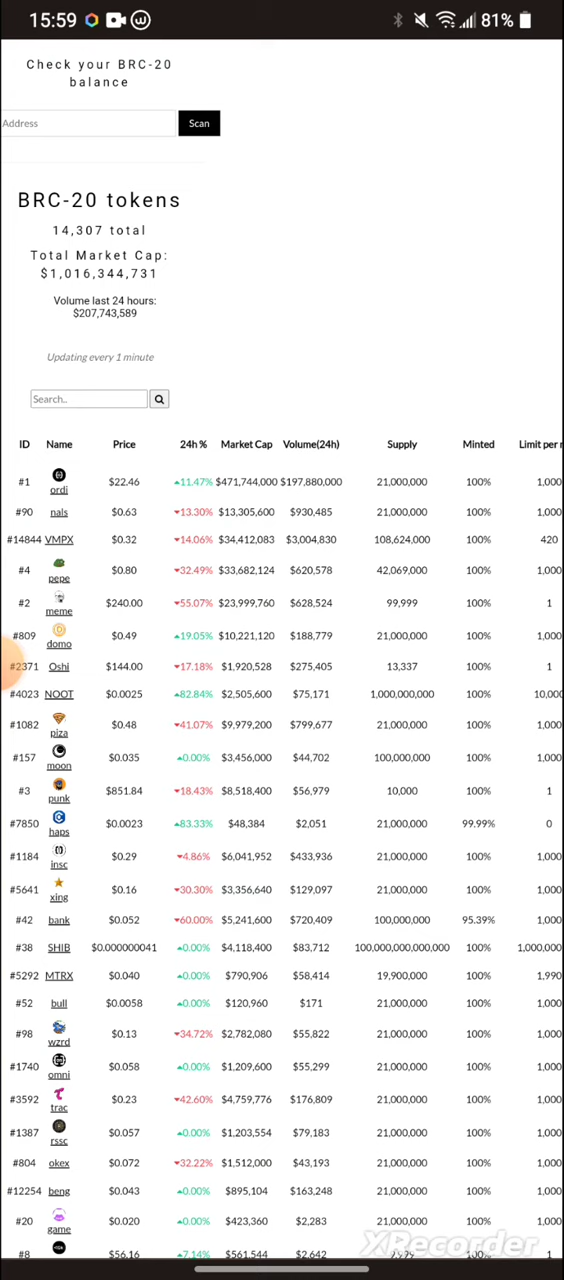 15:59 81%
Check your BRC-20
balance
Address Scan
BRC-20 tokens
14,307 total
Total Market Cap:
$1,016,344,731
Volume last 24 hours:
$207,743,589
Updating every 1 minute
Search..
ID Name Price 24h % Market Cap Volume(24h) Supply Minted Limit per
#1 ordi $22.46 11.47% $471,744,000 $197,880,000 21,000,000 100% 1,000
#90 nals $0.63 13.30% $13,305,600 $930,485 21,000,000 100% 1,000
#14844 VMPX $0.32 14.06% $34,412,083 $3,004,830 108,624,000 100% 420
#4 pepe $0.80 32.49% $33,682,124 $620,578 42,069,000 100% 1,000
#2 meme $240.00 55.07% $23,999,760 $628,524 99,999 100% 1
#809 domo $0.49 19.05% $10,221,120 $188,779 21,000,000 100% 1,000
#2371 Oshi $144.00 17.18% $1,920,528 $275,405 13,337 100% 1
#4023 NOOT $0.0025 82.84% $2,505,600 $75,171 1,000,000,000 100% 10,000
#1082 piza $0.48 41.07% $9,979,200 $799,677 21,000,000 100% 1,000
#157 moon $0.035 0.00% $3,456,000 $44,702 100,000,000 100% 1,000
#3 punk $851.84 18.43% $8,518,400 $56,979 10,000 100% 1
#7850 haps $0.0023 83.33% $48,384 $2,051 21,000,000 99.99% 0
#1184 insc $0.29 4.86% $6,041,952 $433,936 21,000,000 100% 1,000
#5641 xing $0.16 30.30% $3,356,640 $129,097 21,000,000 100% 1,000
#42 bank $0.052 60.00% $5,241,600 $720,409 100,000,000 95.39% 1,000
#38 SHIB $0.000000041 0.00% $4,118,400 $83,712 100,000,000,000,000 100% 1,000,000
#5292 MTRX $0.040 0.00% $790,906 $58,414 19,900,000 100% 1,990
#52 bull $0.0058 0.00% $120,960 $171 21,000,000 100% 1,000
#98 wzrd $0.13 34.72% $2,782,080 $55,822 21,000,000 100% 1,000
#1740 omni $0.058 0.00% $1,209,600 $55,299 21,000,000 100% 1,000
#3592 trac $0.23 42.60% $4,759,776 $176,809 21,000,000 100% 1,000
#1387 rssc $0.057 0.00% $1,203,554 $79,183 21,000,000 100% 1,000
#804 okex $0.072 32.22% $1,512,000 $43,193 21,000,000 100% 1,000
#12254 beng $0.043 0.00% $895,104 $163,248 21,000,000 100% 1,000
#20 game $0.020 0.00% $423,360 $2,283 21,000,000 100% 1,000
#8 $56.16 7.14% $561,544 $2,642 9,999 100% 1
XRecorder